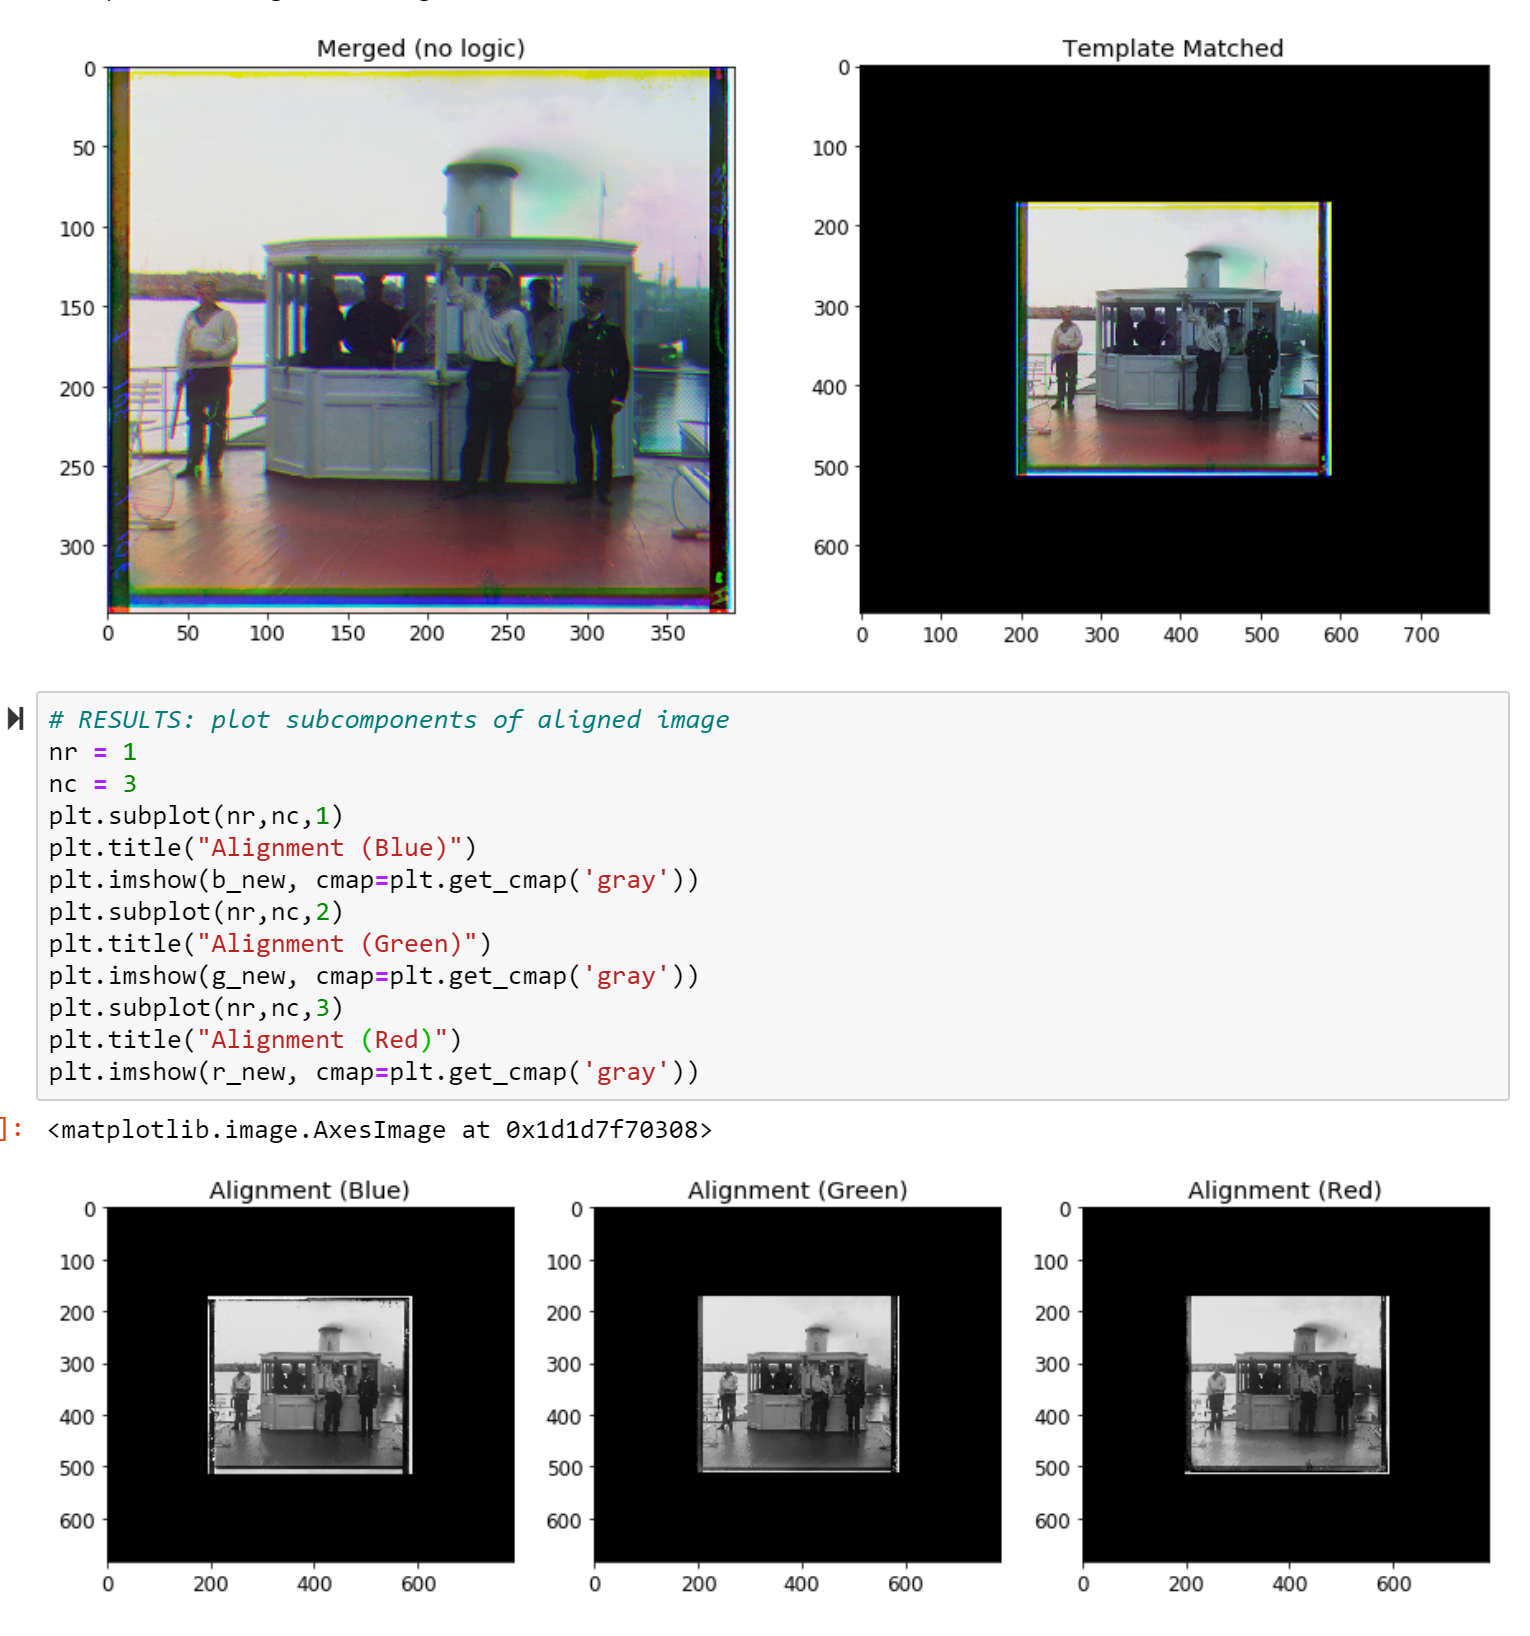 Merged (no logic)
Template Matched
0
50
100
150
200
250
300
0 50 100 150 200 250 300 350
0
100
200
300
400
500
600
0 100 200 300 400 500 600 700
# RESULTS: plot subcomponents of aligned image
nr = 1
nc = 3
plt.subplot(nr,nc,1)
plt.title("Alignment (Blue)")
plt.imshow(b_new, cmap=plt.get_cmap('gray'))
plt.subplot(nr,nc,2)
plt.title("Alignment (Green)")
plt.imshow(g_new, cmap=plt.get_cmap('gray'))
plt.subplot(nr,nc,3)
plt.title("Alignment (Red)")
plt.imshow(r_new, cmap=plt.get_cmap('gray'))
]: <matplotlib.image.AxesImage at 0x1d1d7f70308>
Alignment (Blue)
0
100
200
300
400
500
600
0 200 400 600
Alignment (Green)
0
100
200
300
400
500
600
0 200 400 600
Alignment (Red)
0
100
200
300
400
500
600
0 200 400 600